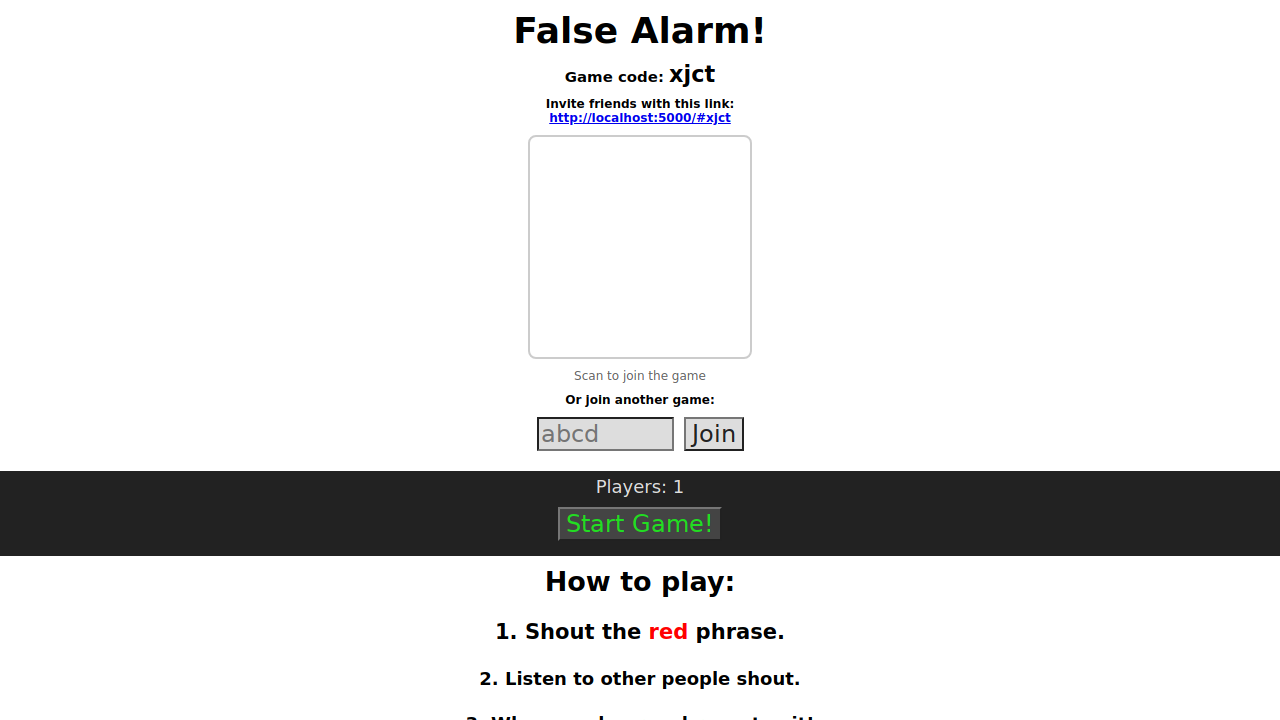 False Alarm!
Game code: xjct
Invite friends with this link:
http://localhost:5000/#xjct
Scan to join the game
Or join another game:
abcd Join
Players: 1
Start Game!
How to play:
1. Shout the red phrase.
2. Listen to other people shout.